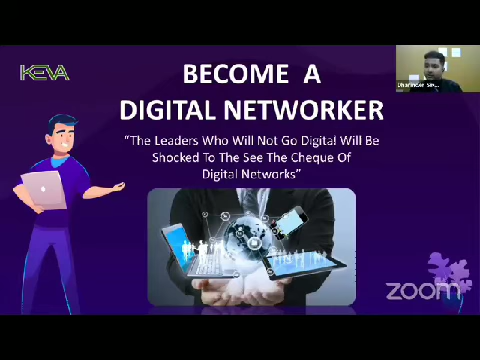 KEVA
BECOME A
DIGITAL NETWORKER
“The Leaders Who Will Not Go Digital Will Be
Shocked To The See The Cheque Of
Digital Networks”
zoom